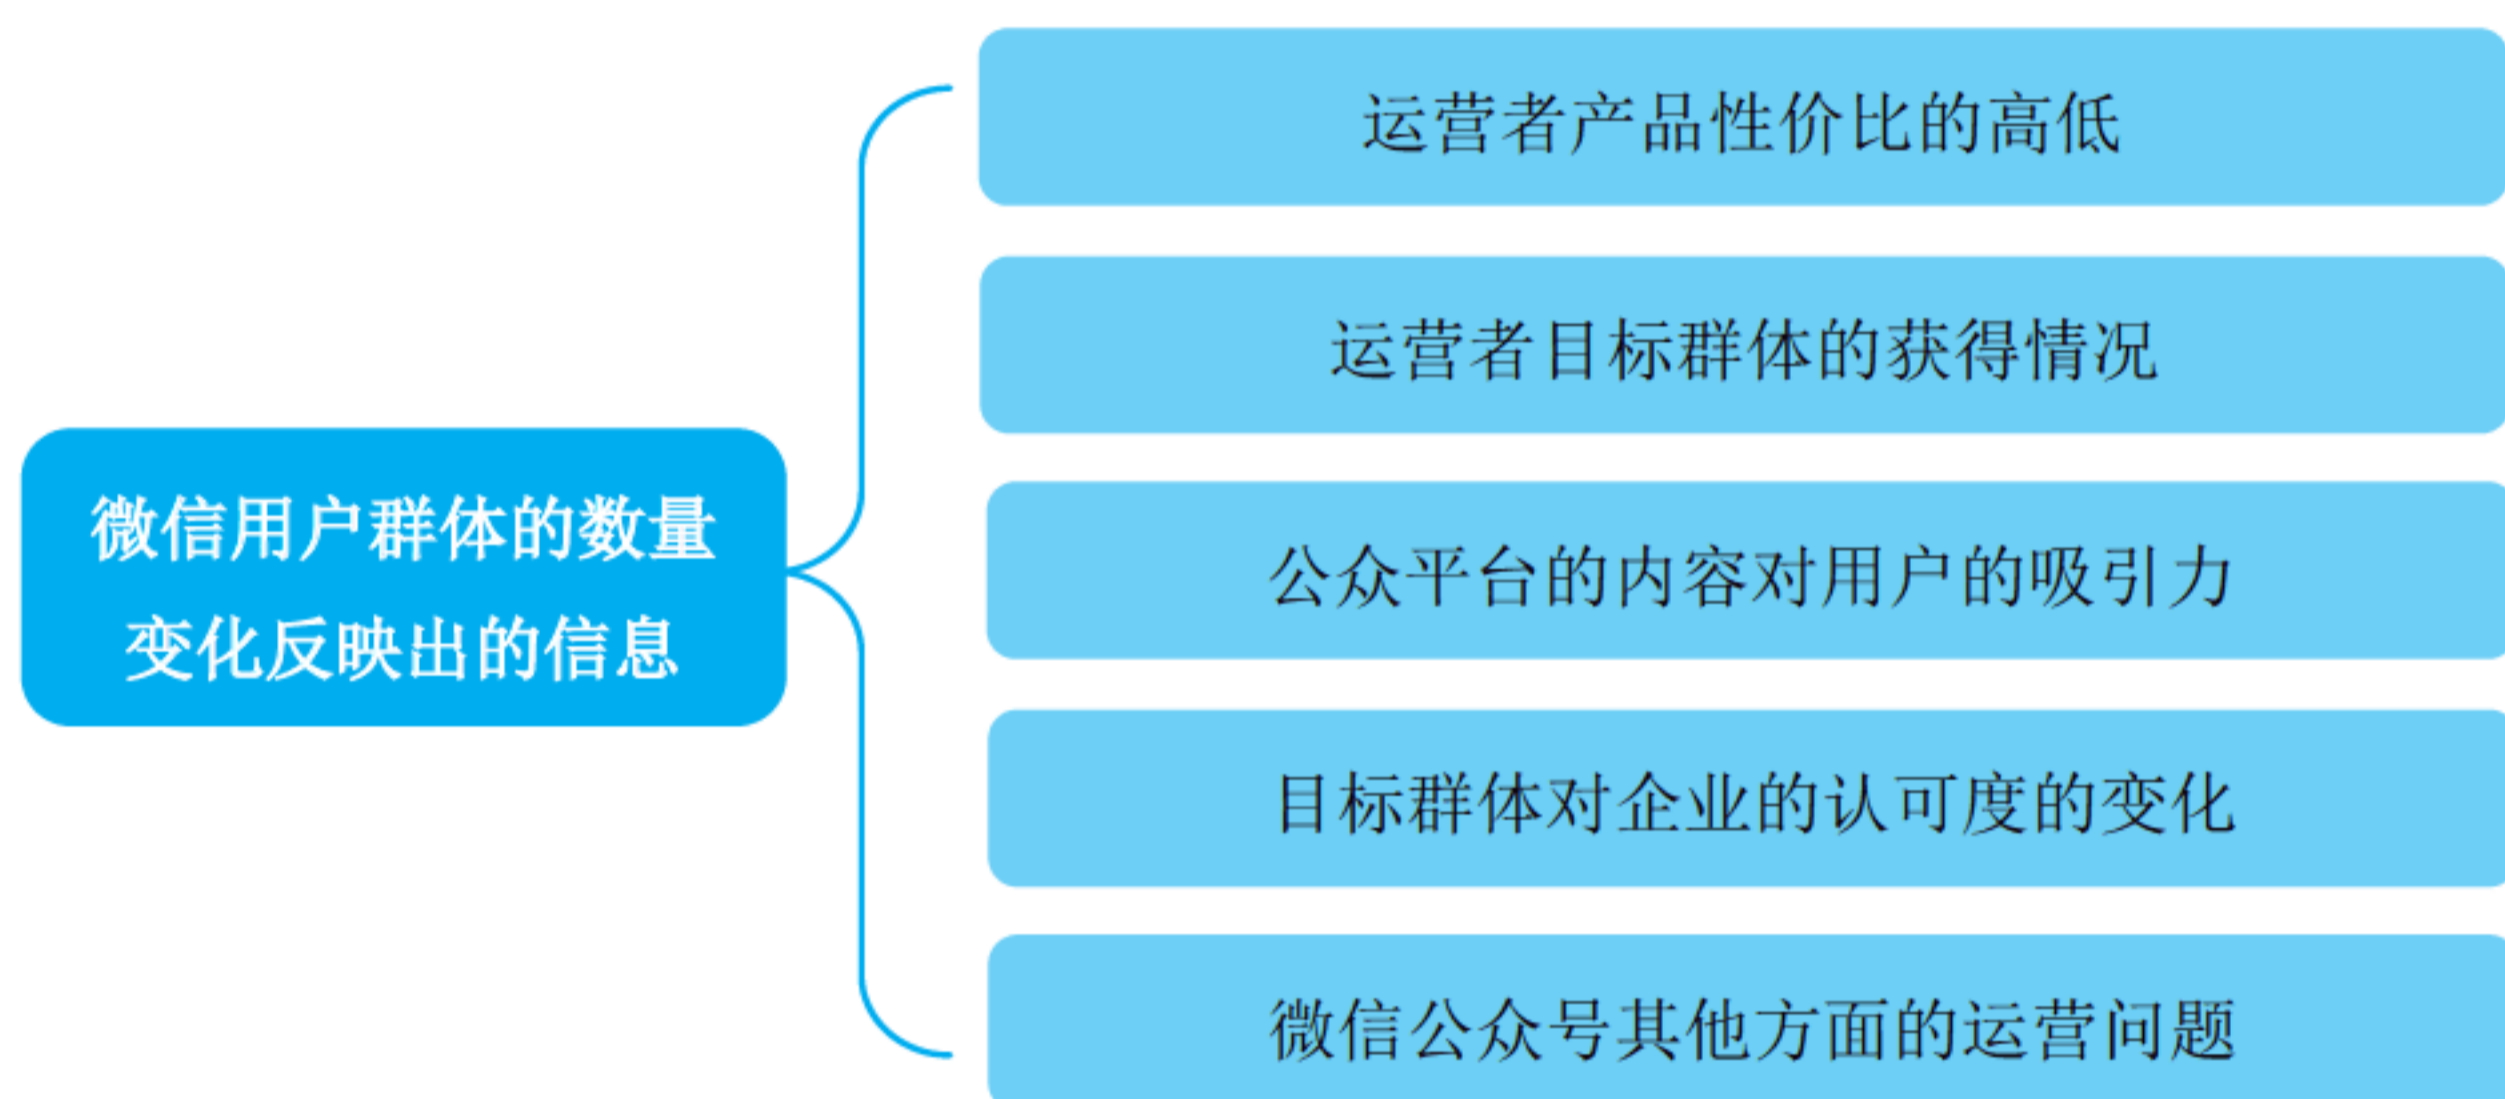 微信用户群体的数量
变化反映出的信息
运营者产品性价比的高低
运营者目标群体的获得情况
公众平台的内容对用户的吸引力
目标群体对企业的认可度的变化
微信公众号其他方面的运营问题